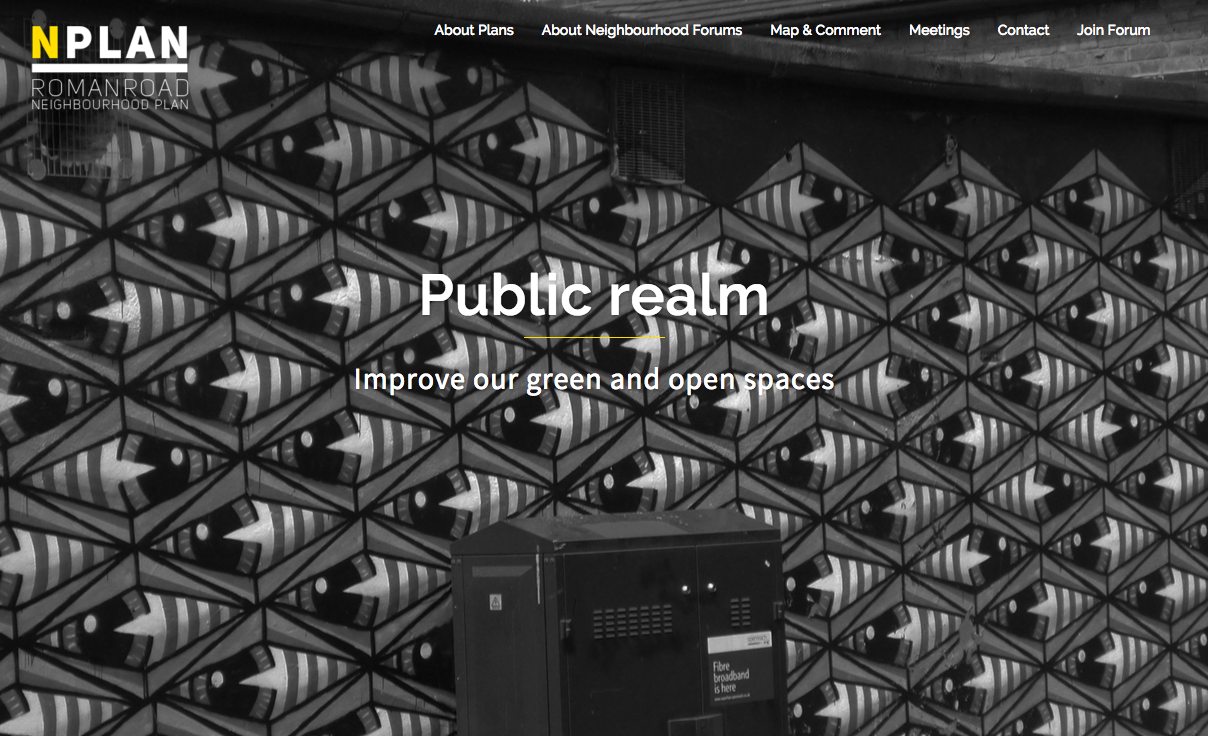 NPLAN
ROMANROAD
NEIGHBOURHOOD PLAN
About Plans
About Neighbourhood Forums
Map & Comment
Meetings
Contact
Join Forum
Public realm
Improve our green and open spaces
Fibre
broadband
is here